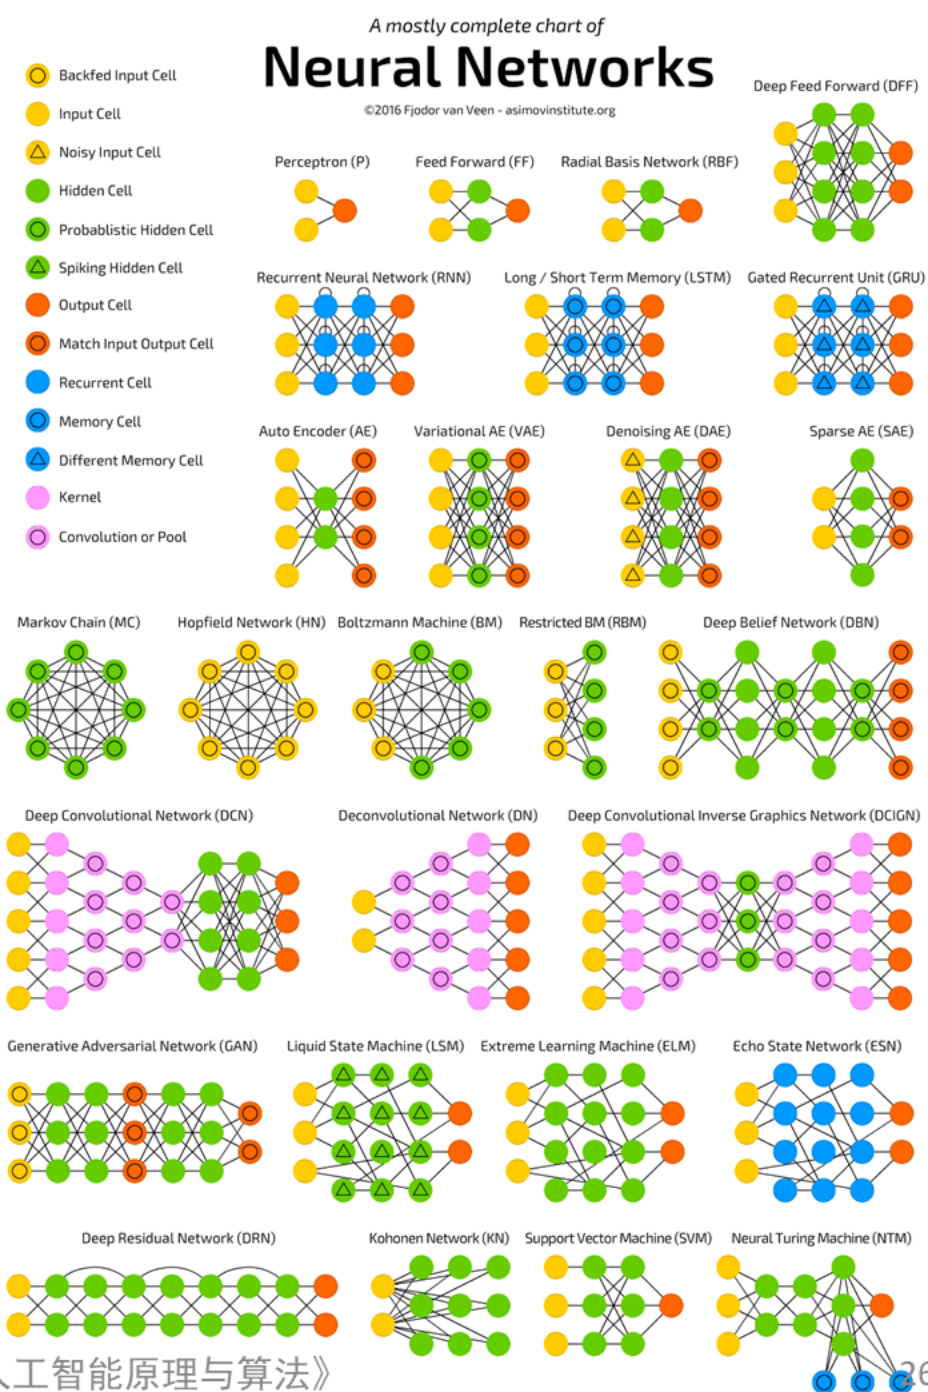 A mostly complete chart of
Neural Networks
©2016 Fjodor van Veen - asimovinstitute.org
Backfed Input Cell
Input Cell
Noisy Input Cell
Hidden Cell
Probablistic Hidden Cell
Spiking Hidden Cell
Output Cell
Match Input Output Cell
Recurrent Cell
Memory Cell
Different Memory Cell
Kernel
Convolution or Pool
Deep Feed Forward (DFF)
Perceptron (P)
Feed Forward (FF)
Radial Basis Network (RBF)
Recurrent Neural Network (RNN)
Long / Short Term Memory (LSTM)
Gated Recurrent Unit (GRU)
Auto Encoder (AE)
Variational AE (VAE)
Denoising AE (DAE)
Sparse AE (SAE)
Markov Chain (MC)
Hopfield Network (HN)
Boltzmann Machine (BM)
Restricted BM (RBM)
Deep Belief Network (DBN)
Deep Convolutional Network (DCN)
Deconvolutional Network (DN)
Deep Convolutional Inverse Graphics Network (DCIGN)
Generative Adversarial Network (GAN)
Liquid State Machine (LSM)
Extreme Learning Machine (ELM)
Echo State Network (ESN)
Deep Residual Network (DRN)
Kohonen Network (KN)
Support Vector Machine (SVM)
Neural Turing Machine (NTM)
人工智能原理与算法》
26